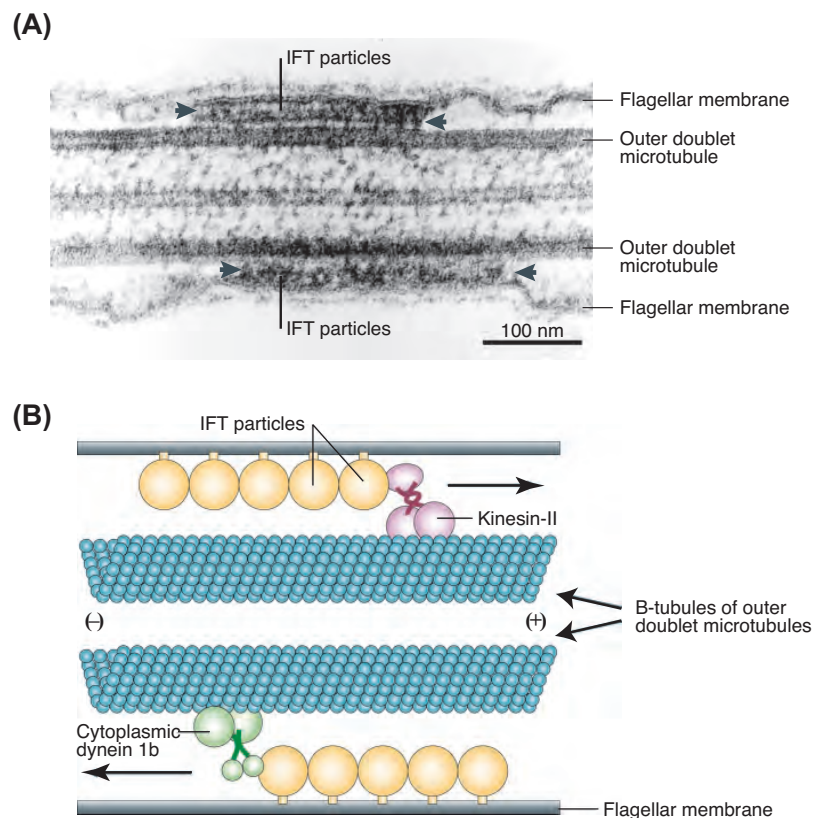 (A)
IFT particles
Flagellar membrane
Outer doublet
microtubule
Outer doublet
microtubule
Flagellar membrane
IFT particles
100 nm
(B)
IFT particles
Kinesin-II
B-tubules of outer
doublet microtubules
(–)
(+)
Cytoplasmic
dynein 1b
Flagellar membrane